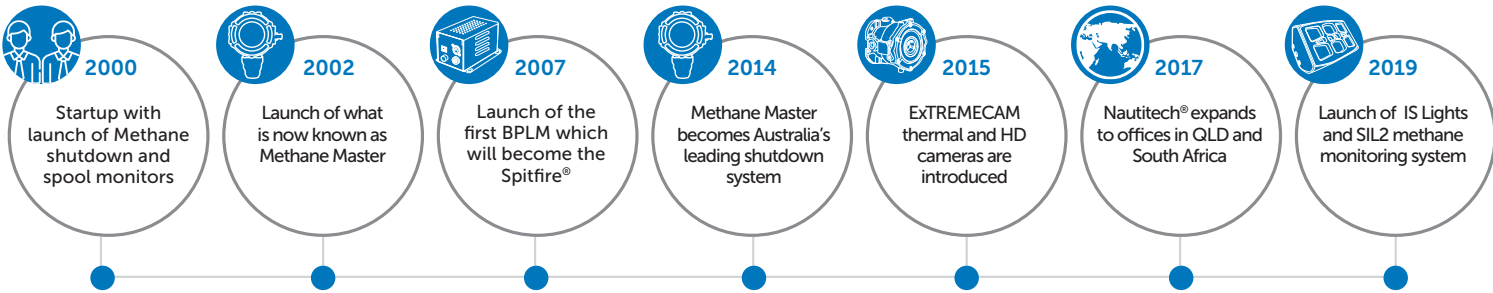 2000
Startup with
launch of Methane
shutdown and
spool monitors
2002
Launch of what
is now known as
Methane Master
2007
Launch of the
first BPLM which
will become the
Spitfire®
2014
Methane Master
becomes Australia's
leading shutdown
system
2015
ExTREMECAM
thermal and HD
cameras are
introduced
2017
Nautitech® expands
to offices in QLD and
South Africa
2019
Launch of IS Lights
and SIL2 methane
monitoring system